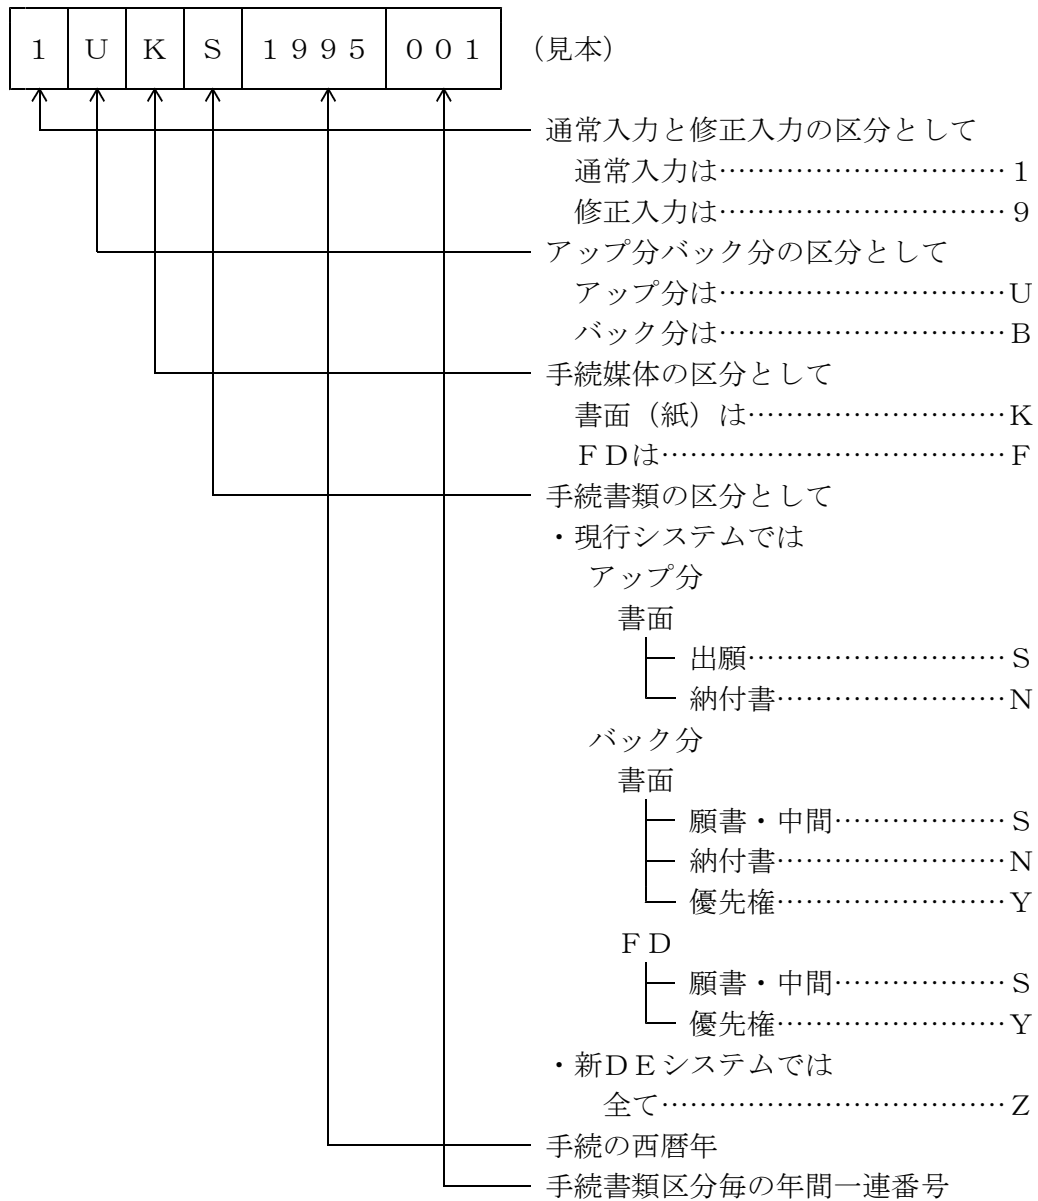 １ＵＫＳ１９９５００１（見本）
通常入力と修正入力の区分として
通常入力は…………………………１
修正入力は…………………………９
アップ分バック分の区分として
アップ分は…………………………Ｕ
バック分は…………………………Ｂ
手続媒体の区分として
書面（紙）は………………………Ｋ
ＦＤは………………………………Ｆ
手続書類の区分として
・現行システムでは
アップ分
書面
出願………………………Ｓ
納付書……………………Ｎ
バック分
書面
願書・中間………………Ｓ
納付書……………………Ｎ
優先権……………………Ｙ
ＦＤ
願書・中間………………Ｓ
優先権……………………Ｙ
・新ＤＥシステムでは
全て………………………………Ｚ
手続の西暦年
手続書類区分毎の年間一連番号